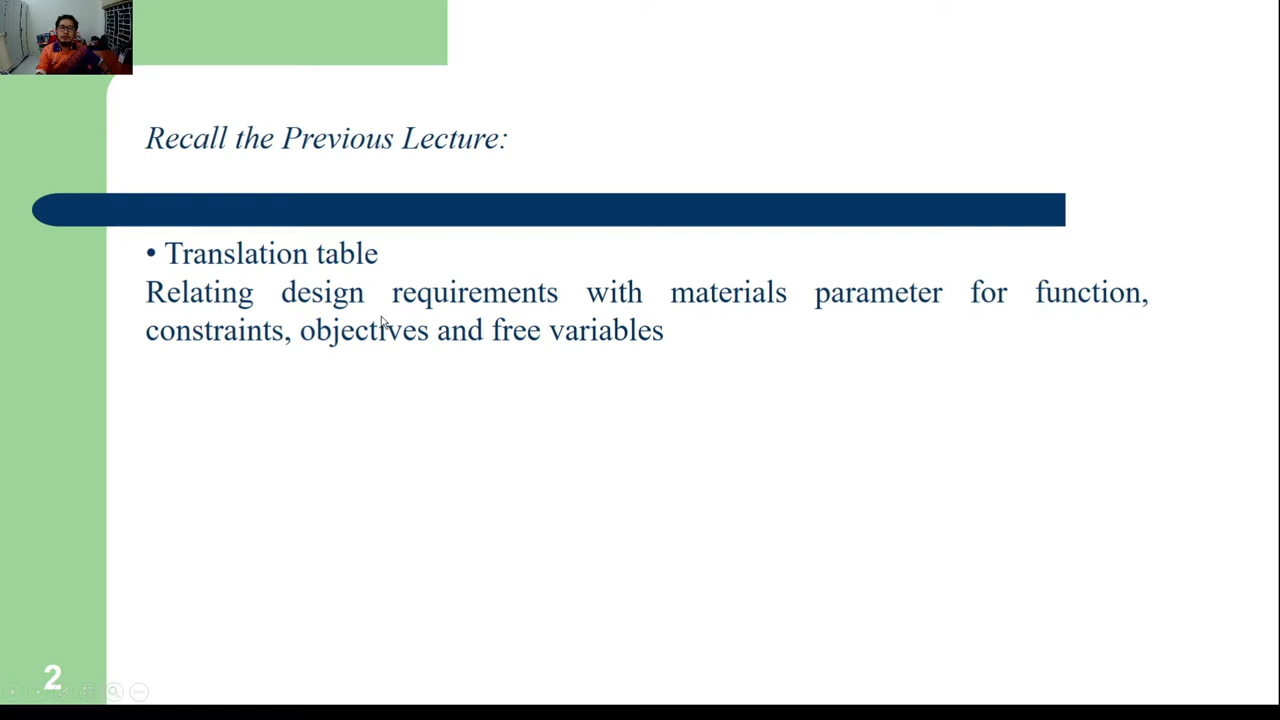 Recall the Previous Lecture:
• Translation table
Relating design requirements with materials parameter for function,
constraints, objectives and free variables
2